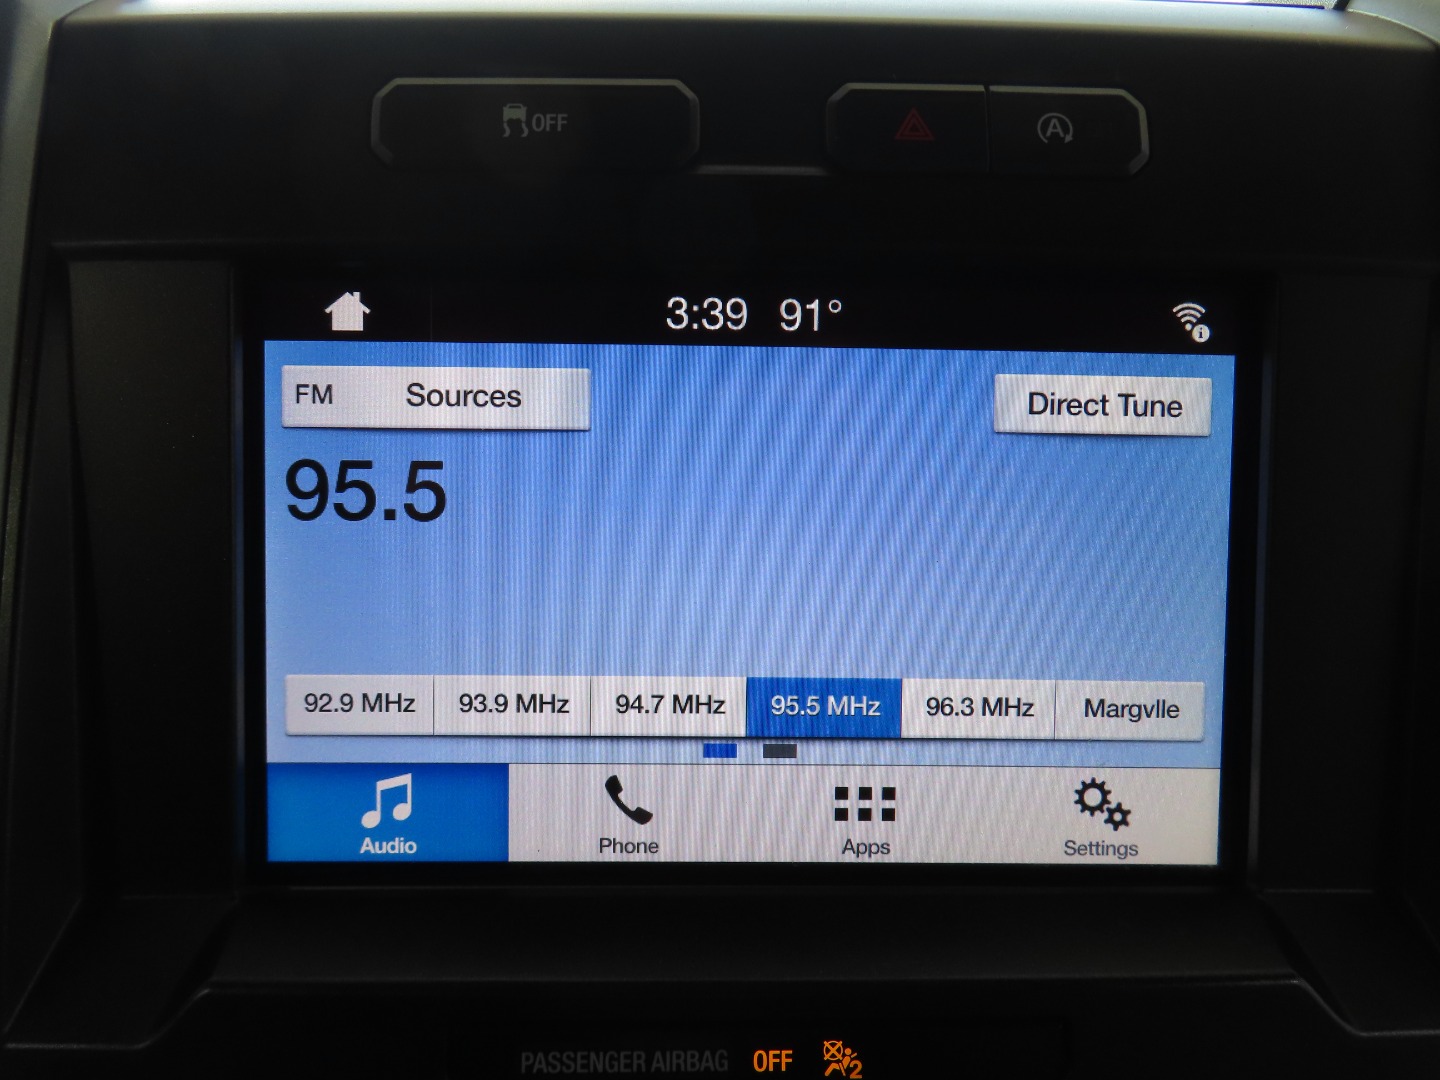 OFF
A
3:39 91°
i
FM Sources
Direct Tune
95.5
92.9 MHz 93.9 MHz 94.7 MHz 95.5 MHz 96.3 MHz Margvlle
Audio Phone Apps Settings
PASSENGER AIRBAG OFF 2